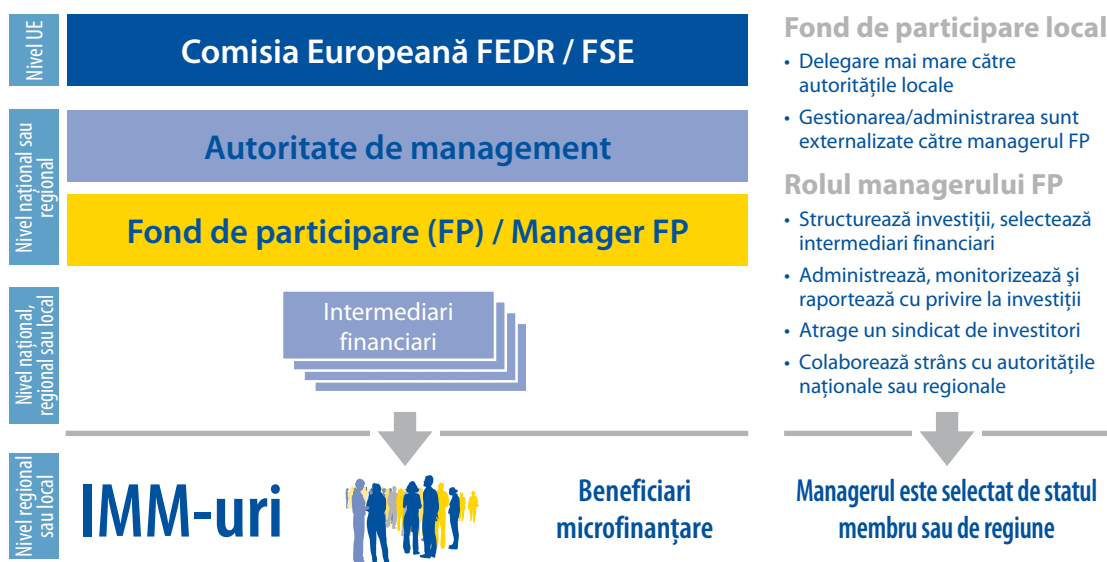 Nivel UE
Comisia Europeană FEDR / FSE
Nivel național sau
regional
Autoritate de management
Fond de participare (FP) / Manager FP
Nivel național,
regional sau local
Intermediari
financiari
Nivel regional
sau local
IMM-uri
Beneficiari
microfinanțare
Fond de participare local
• Delegare mai mare către
autoritățile locale
• Gestionarea/administrarea sunt
externalizate către managerul FP
Rolul managerului FP
• Structurează investiții, selectează
intermediari financiari
• Administrează, monitorizează şi
raportează cu privire la investiții
• Atrage un sindicat de investitori
• Colaborează strâns cu autoritățile
naționale sau regionale
Managerul este selectat de statul
membru sau de regiune